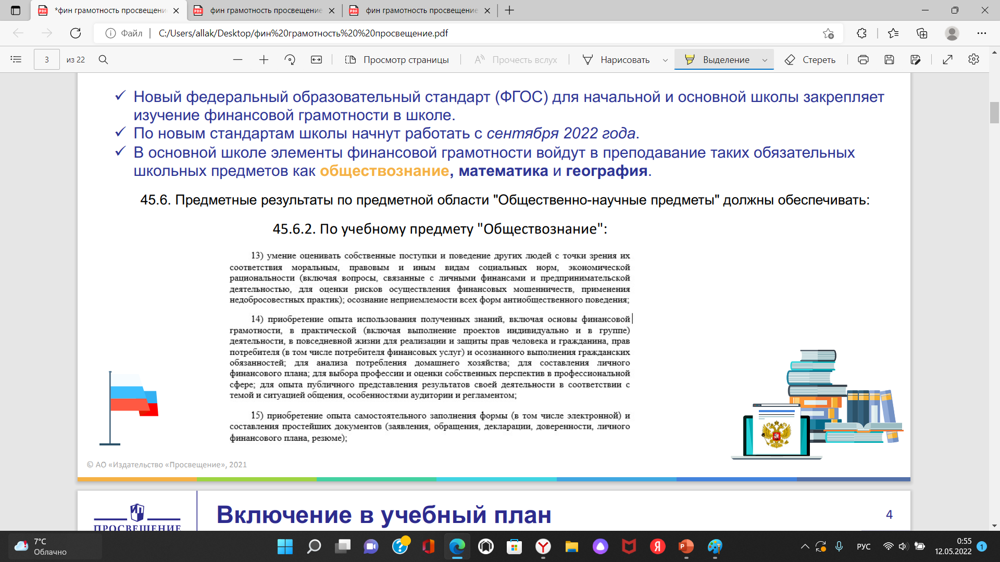 *фин грамотность просвещени
фин грамотность просвещение
фин грамотность просвещение
Файл
C:/Users/allak/Desktop/фин%20грамотность%20%20просвещение.pdf
3
из 22
Просмотр страницы
Прочесть вслух
Нарисовать
Выделение
Стереть
Новый федеральный образовательный стандарт (ФГОС) для начальной и основной школы закрепляет
изучение финансовой грамотности в школе.
По новым стандартам школы начнут работать с сентября 2022 года.
В основной школе элементы финансовой грамотности войдут в преподавание таких обязательных
школьных предметов как обществознание, математика и география.
45.6. Предметные результаты по предметной области "Общественно-научные предметы" должны обеспечивать:
45.6.2. По учебному предмету "Обществознание":
13) умение оценивать собственные поступки и поведение других людей с точки зрения их
соответствия моральным, правовым и иным видам социальных норм, экономической
рациональности (включая вопросы, связанные с личными финансами и предпринимательской
деятельностью, для оценки рисков осуществления финансовых мошенничеств, применения
недобросовестных практик); осознание неприемлемости всех форм антиобщественного поведения;
14) приобретение опыта использования полученных знаний, включая основы финансовой
грамотности, в практической (включая выполнение проектов индивидуально и в группе)
деятельности, в повседневной жизни для реализации и защиты прав человека и гражданина, прав
потребителя (в том числе потребителя финансовых услуг) и осознанного выполнения гражданских
обязанностей; для анализа потребления домашнего хозяйства; для составления личного
финансового плана; для выбора профессии и оценки собственных перспектив в профессиональной
сфере; для опыта публичного представления результатов своей деятельности в соответствии с
темой и ситуацией общения, особенностями аудитории и регламентом;
15) приобретение опыта самостоятельного заполнения формы (в том числе электронной) и
составления простейших документов (заявления, обращения, декларации, доверенности, личного
финансового плана, резюме);
© АО «Издательство «Просвещение», 2021
Включение в учебный план
4
ПРОСВЕЩЕНИЕ
7°C
Облачно
РУС
0:55
12.05.2022
1